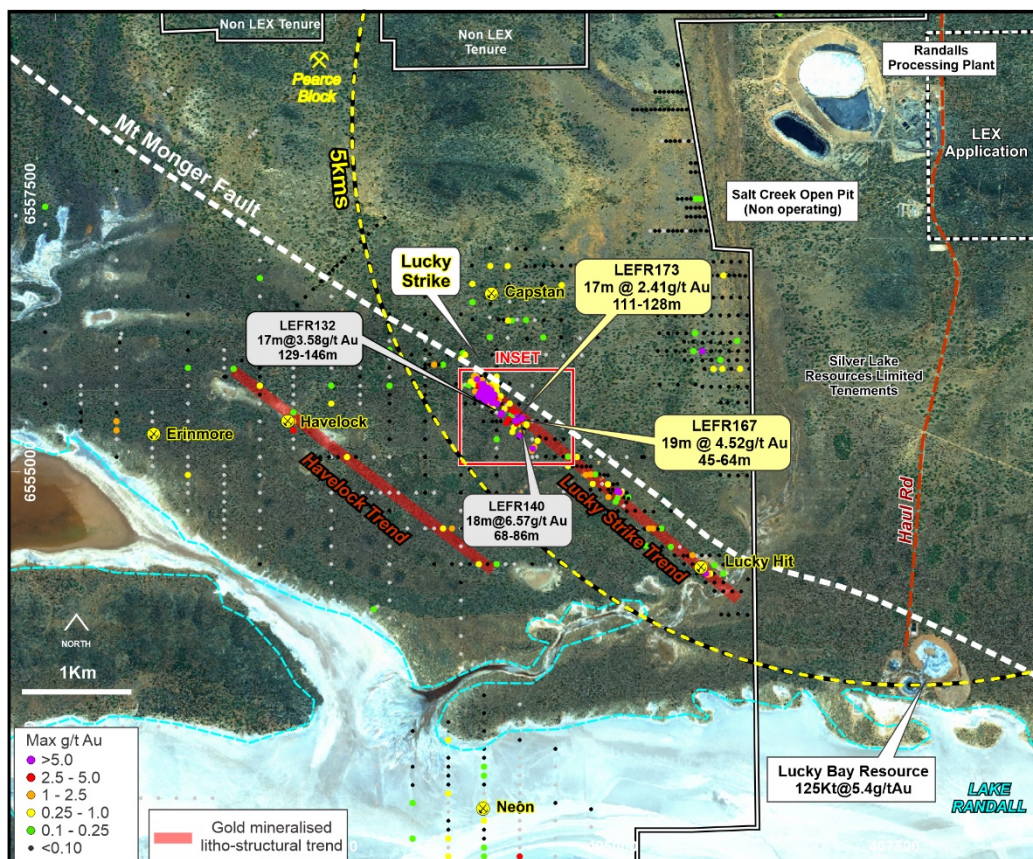 Non LEX Tenure
Non LEX
Tenure
Pearce
Block
Randalls
Processing Plant
LEX
Application
Mt Monger Fault
5kms
6557500
Salt Creek Open Pit
(Non operating)
Lucky
Strike
Capstan
LEFR173
17m @ 2.41g/t Au
111-128m
LEFR132
17m@3.58g/t Au
129-146m
INSET
Silver Lake
Resources Limited
Tenements
Havelock
Erinmore
LEFR167
19m @ 4.52g/t Au
45-64m
6555000
Havelock Trend
LEFR140
18m@6.57g/t Au
68-86m
Lucky Strike Trend
Haul Rd
Lucky Hit
NORTH
1Km
Max g/t Au
>5.0
2.5 - 5.0
1 - 2.5
0.25 - 1.0
0.1 - 0.25
<0.10
Gold mineralised
litho-structural trend
Neon
Lucky Bay Resource
125Kt@5.4g/tAu
LAKE
RANDALL
407500